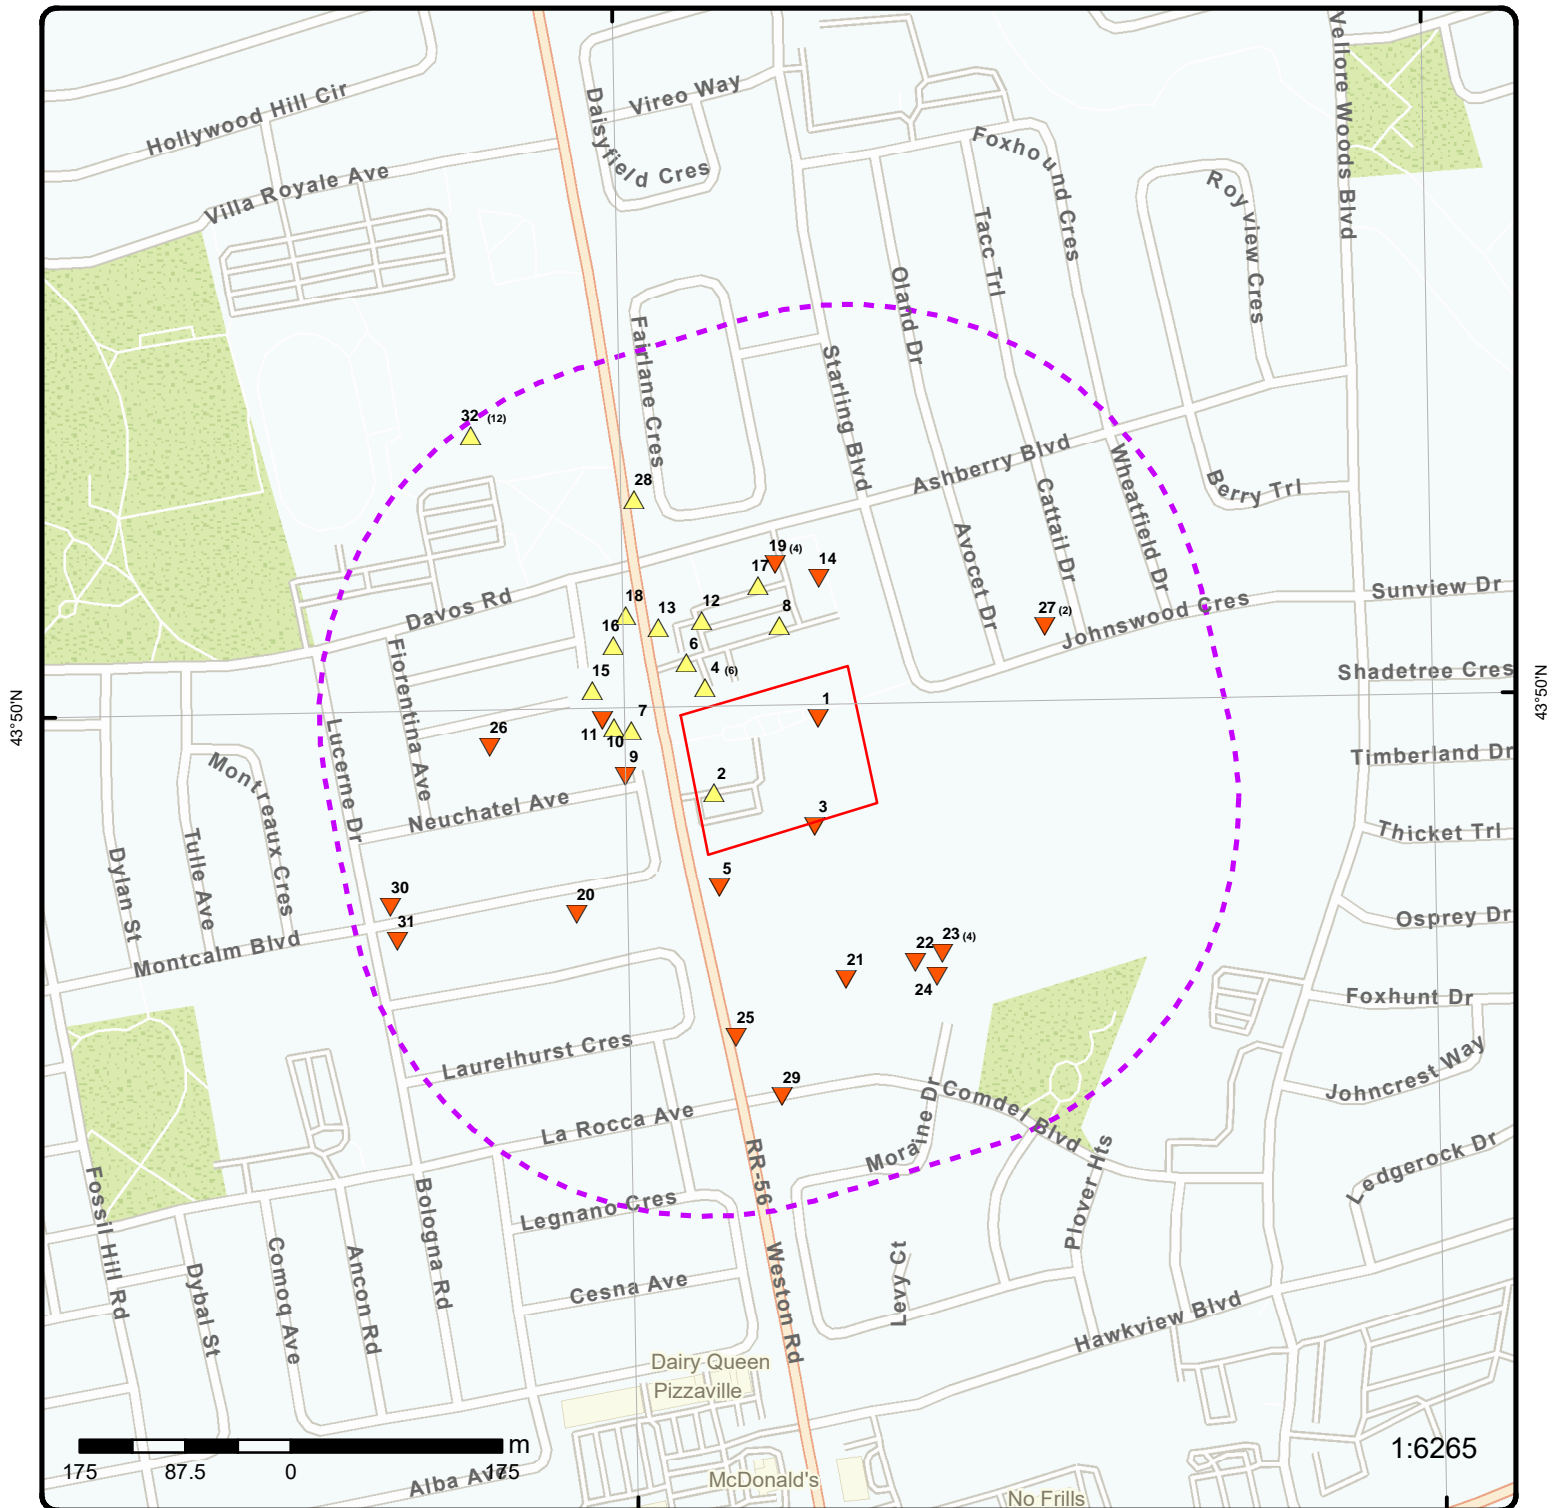 Hollywood Hill Cir
Vireo Way
Daisyfield Cres
Villa Royale Ave
Foxhound Cres
Royview Cres
Vellore Woods Blvd
Tacc Trl
Oland Dr
Fairlane Cres
Starling Blvd
32 (12)
28
Ashberry Blvd
Wheatfield Dr
Berry Trl
Cattail Dr
Avocet Dr
19 (4)
14
17
Davos Rd
18
13
12
8
27 (2)
Johnswood Cres
Sunview Dr
16
6
4 (6)
Fiorentina Ave
15
Shadetree Cres
43°50'N
43°50'N
1
7
11
10
26
9
Lucerne Dr
Montreaux Cres
Timberland Dr
2
Neuchatel Ave
3
Thicket Trl
Tulle Ave
Dylan St
5
30
20
31
Osprey Dr
Montcalm Blvd
23 (4)
22
21
24
Foxhunt Dr
25
Laurelhurst Cres
Johncrest Way
29
Comdel Blvd
La Rocca Ave
Moraine Dr
RR-56
Plover Hts
Ledgerock Dr
Fossil Hill Rd
Bologna Rd
Legnano Cres
Levy Ct
Weston Rd
Comoq Ave
Ancon Rd
Dybal St
Cesna Ave
Hawkview Blvd
Dairy Queen
Pizzaville
m
1:6265
175
87.5
0
175
Alba Ave
McDonald's
No Frills